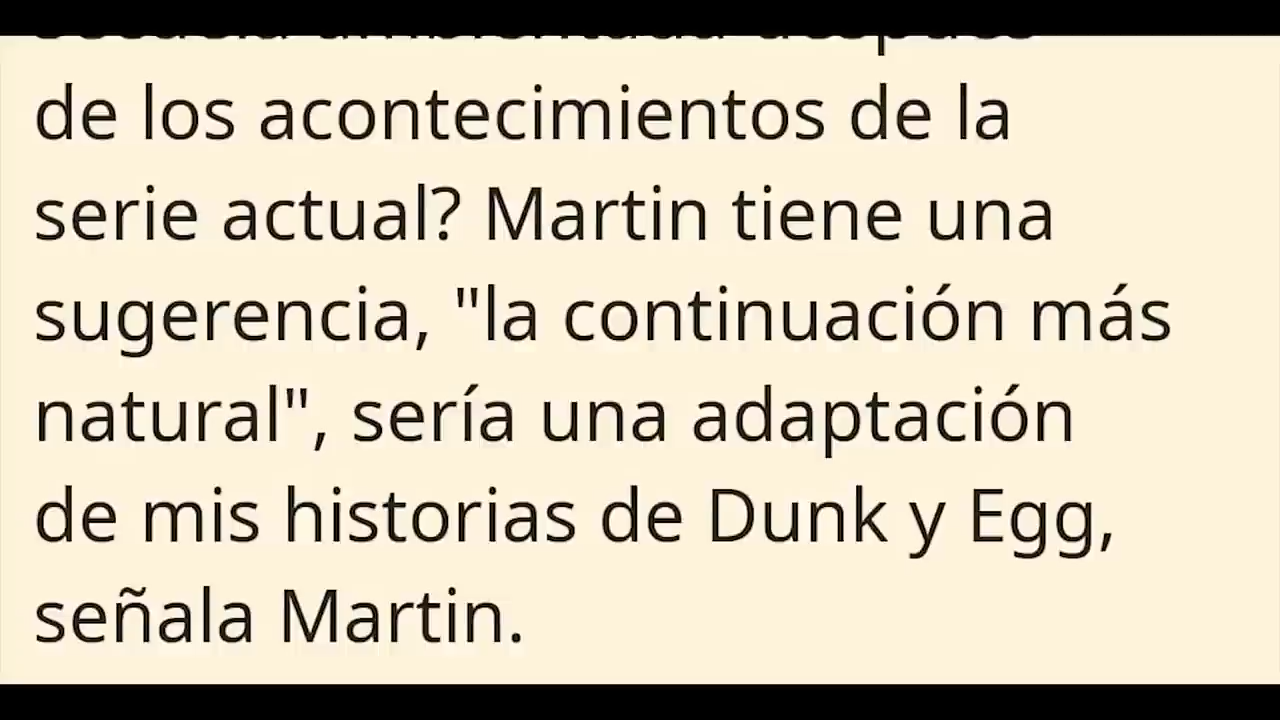 de los acontecimientos de la
serie actual? Martin tiene una
sugerencia, "la continuación más
natural", sería una adaptación
de mis historias de Dunk y Egg,
señala Martin.